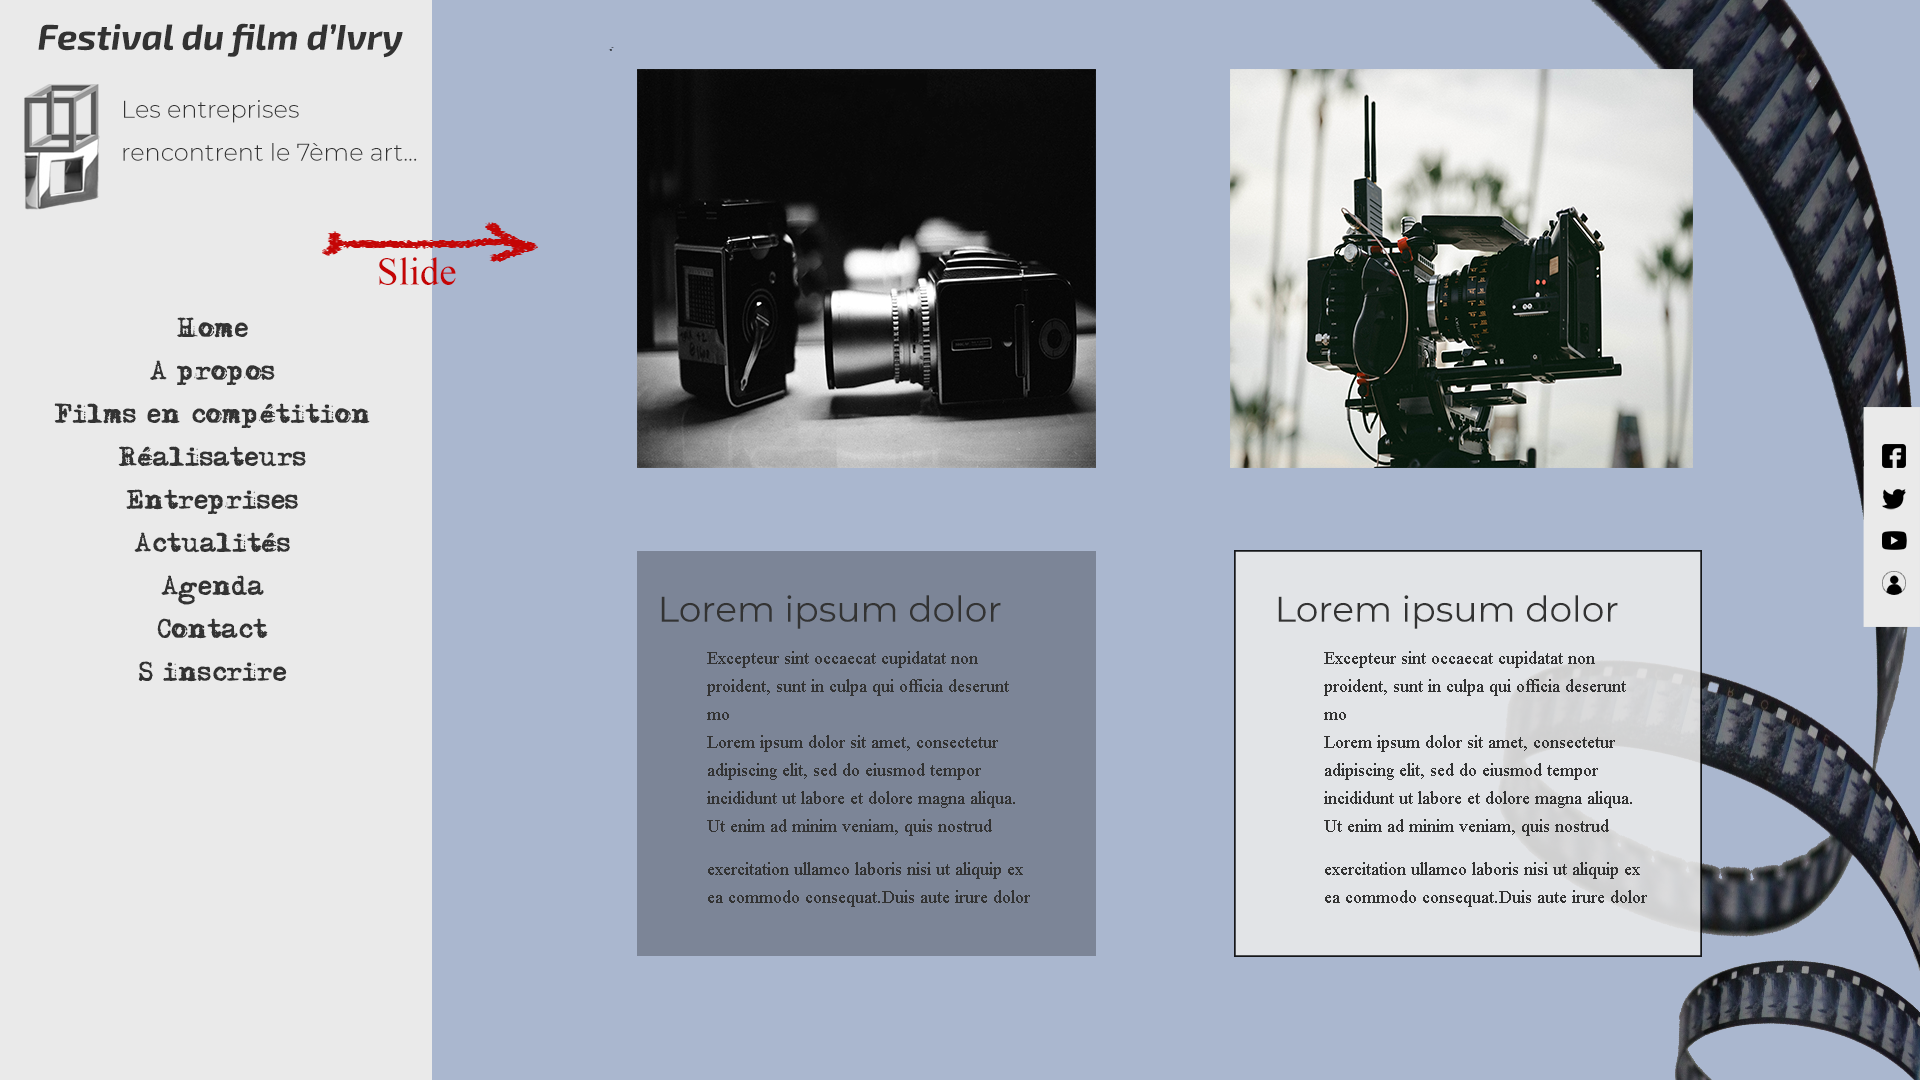 Festival du film d’Ivry
Les entreprises
rencontrent le 7ème art...
Slide
Home
A propos
Films en compétition
Réalisateurs
Entreprises
Actualités
Agenda
Contact
S inscrire
Lorem ipsum dolor
Excepteur sint occaecat cupidatat non
proident, sunt in culpa qui officia deserunt
mo
Lorem ipsum dolor sit amet, consectetur
adipiscing elit, sed do eiusmod tempor
incididunt ut labore et dolore magna aliqua.
Ut enim ad minim veniam, quis nostrud
exercitation ullamco laboris nisi ut aliquip ex
ea commodo consequat.Duis aute irure dolor
Lorem ipsum dolor
Excepteur sint occaecat cupidatat non
proident, sunt in culpa qui officia deserunt
mo
Lorem ipsum dolor sit amet, consectetur
adipiscing elit, sed do eiusmod tempor
incididunt ut labore et dolore magna aliqua.
Ut enim ad minim veniam, quis nostrud
exercitation ullamco laboris nisi ut aliquip ex
ea commodo consequat.Duis aute irure dolor